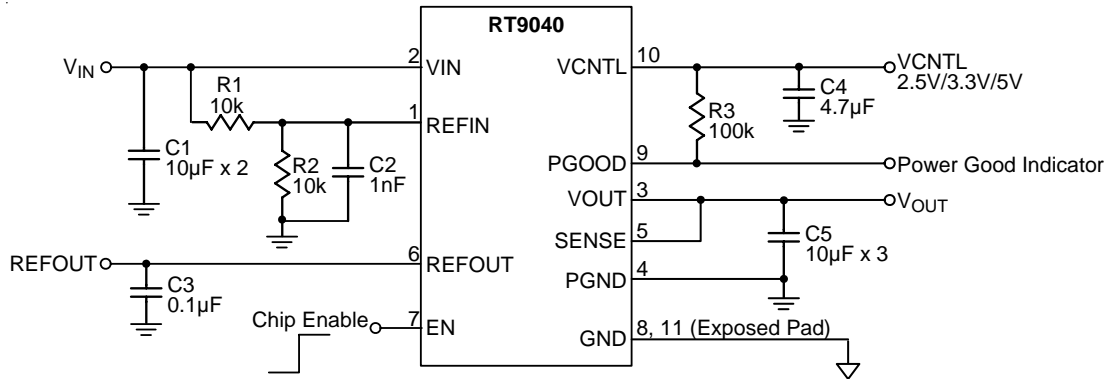 RT9040
VIN
2
VIN
R1
10k
1
REFIN
C1
10µF x 2
R2
10k
C2
1nF
REFOUT
6
REFOUT
C3
0.1µF
Chip Enable
7
EN
VCNTL
10
VCNTL
2.5V/3.3V/5V
R3
100k
C4
4.7µF
PGOOD
9
Power Good Indicator
VOUT
3
VOUT
SENSE
5
C5
10µF x 3
PGND
4
GND
8, 11 (Exposed Pad)